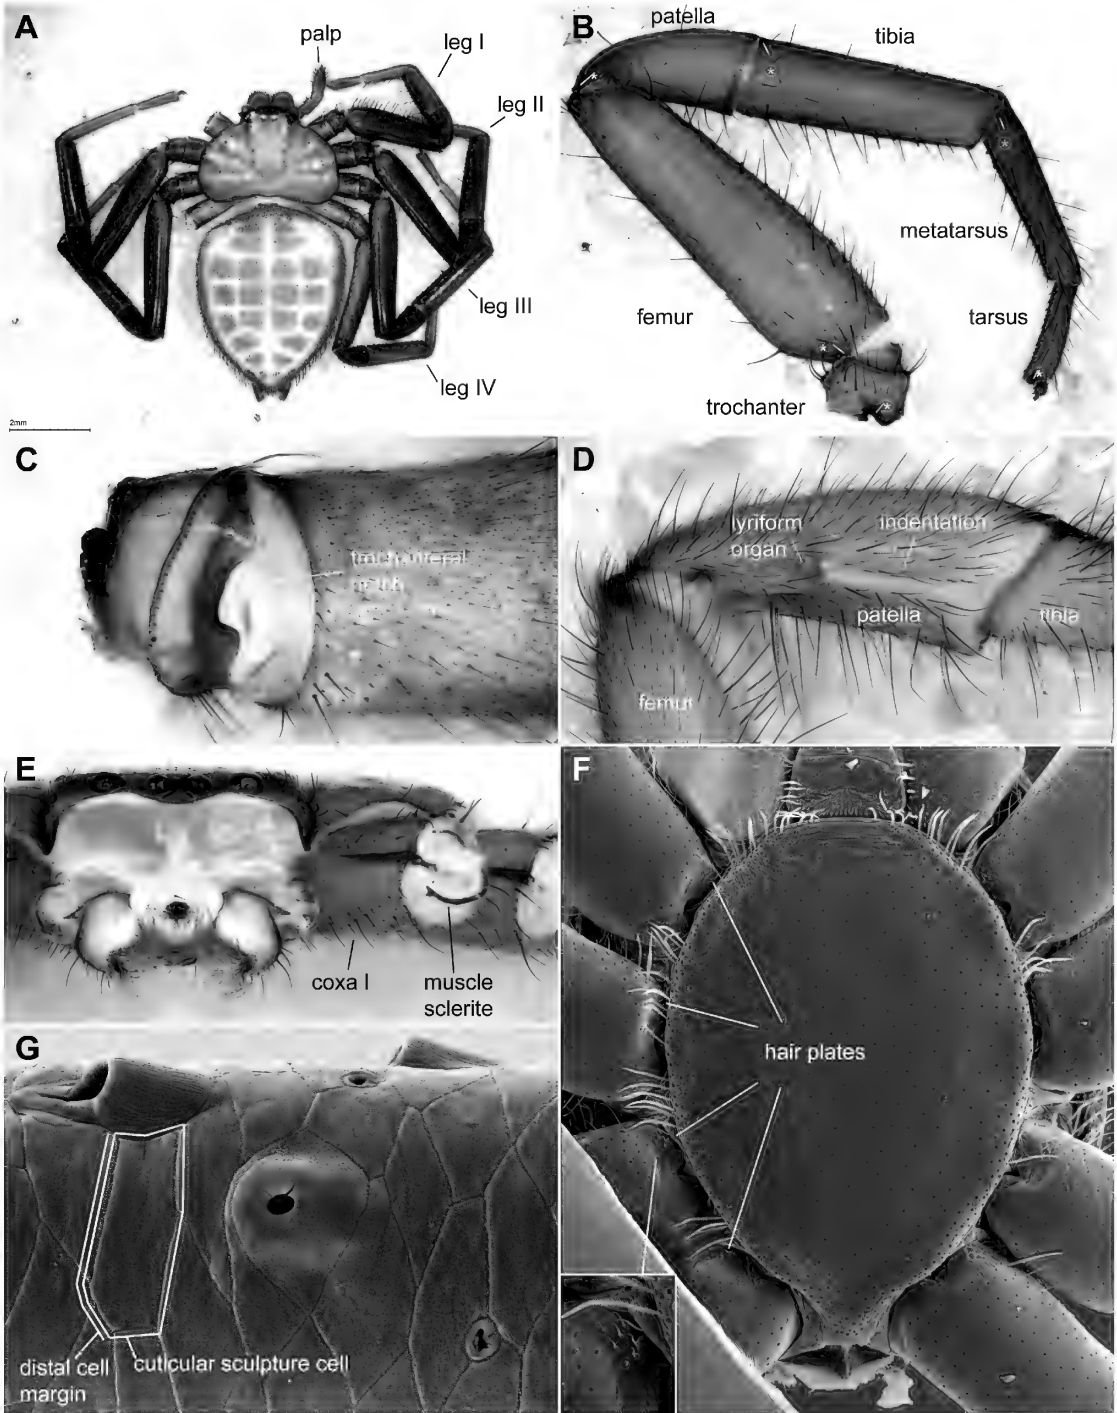 A
palp
leg I
leg II
leg III
leg IV
2mm
B
patella
tibia
metatarsus
femur
tarsus
trochanter
C
D
lyriform
organ
indentation
patella
tibia
femur
E
coxa I
muscle
sclerite
F
hair plates
G
distal cell
margin
cuticular sculpture cell